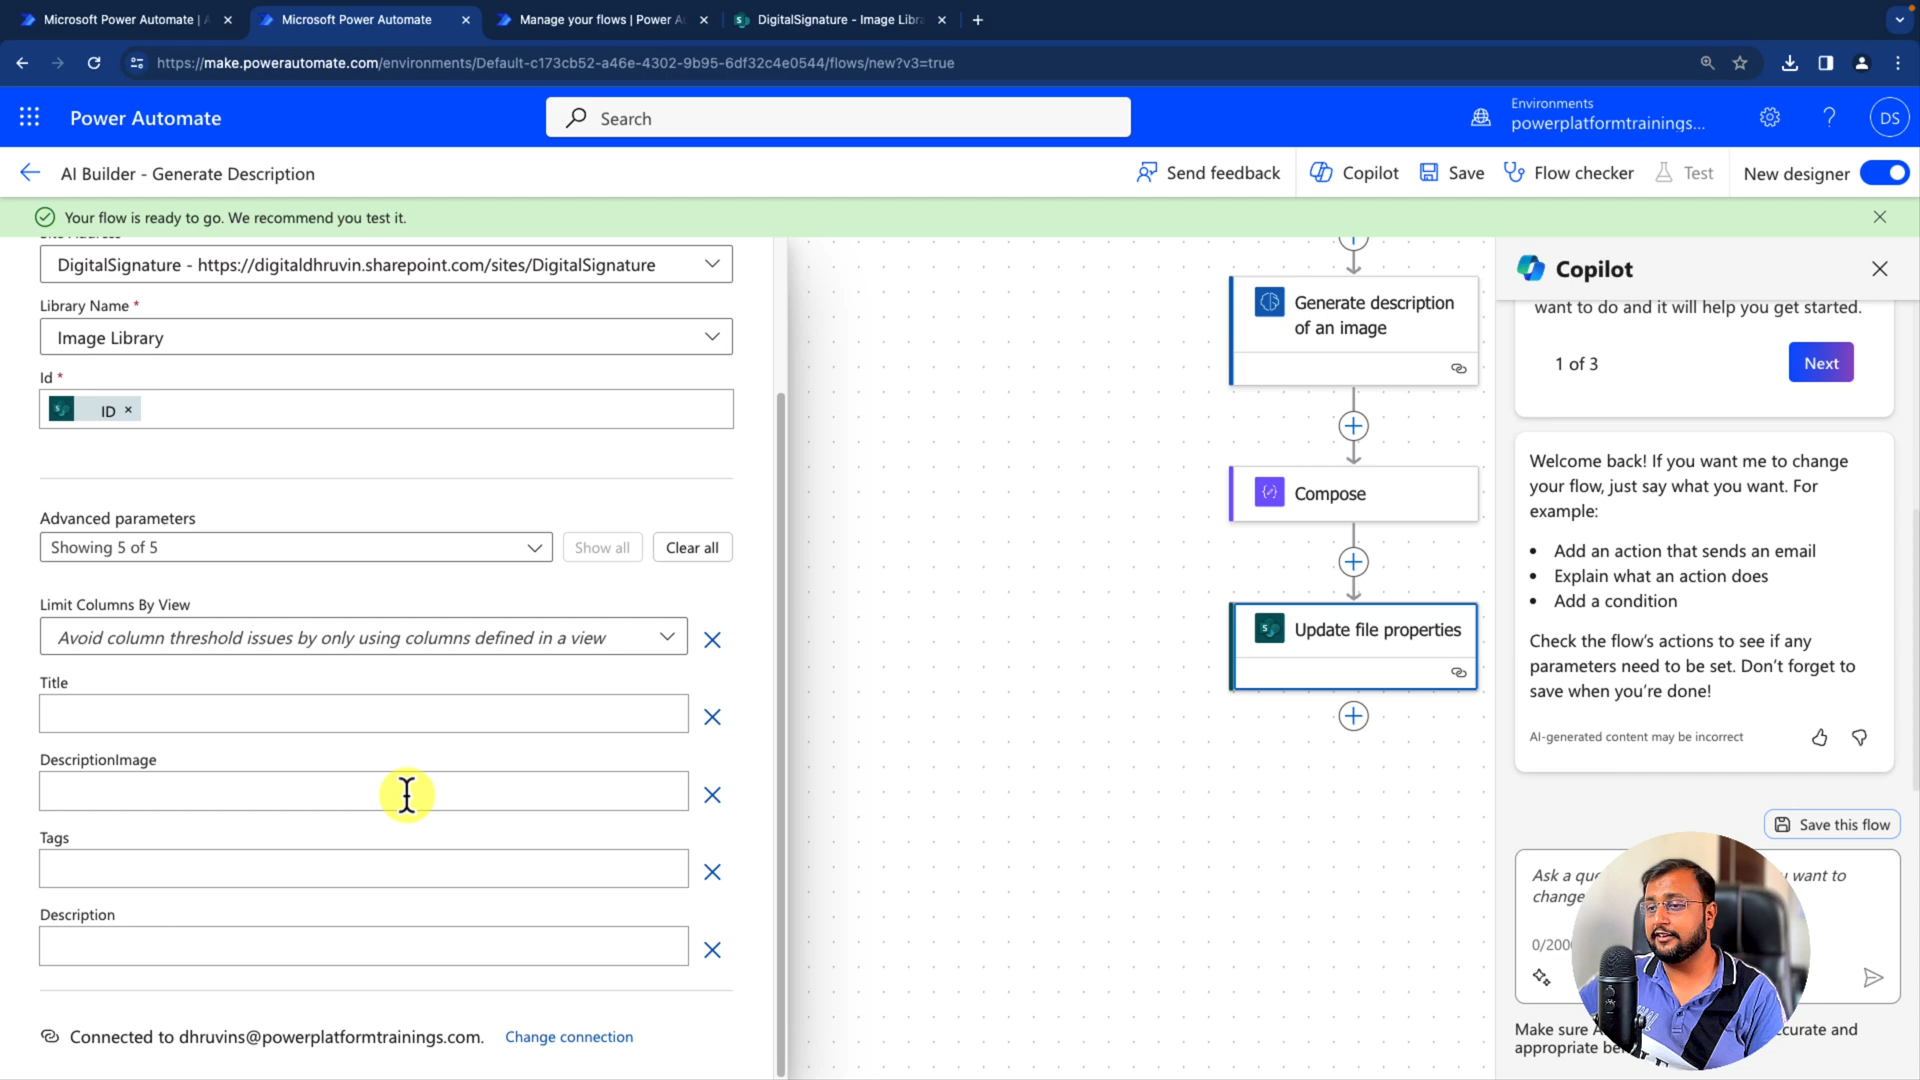 Microsoft Power Automate | A
Microsoft Power Automate
Manage your flows | Power A
DigitalSignature - Image Libra
https://make.powerautomate.com/environments/Default-c173cb52-a46e-4302-9b95-6df32c4e0544/flows/new?v3=true
Power Automate
Search
Environments
powerplatformtrainings...
DS
AI Builder - Generate Description
Send feedback
Copilot
Save
Flow checker
Test
New designer
Your flow is ready to go. We recommend you test it.
DigitalSignature - https://digitaldhruvin.sharepoint.com/sites/DigitalSignature
Library Name *
Image Library
Id *
ID ×
Advanced parameters
Showing 5 of 5
Show all
Clear all
Limit Columns By View
Avoid column threshold issues by only using columns defined in a view
Title
DescriptionImage
Tags
Description
Connected to dhruvins@powerplatformtrainings.com. Change connection
Generate description
of an image
Compose
Update file properties
Copilot
want to do and it will help you get started.
1 of 3
Next
Welcome back! If you want me to change
your flow, just say what you want. For
example:
• Add an action that sends an email
• Explain what an action does
• Add a condition
Check the flow's actions to see if any
parameters need to be set. Don't forget to
save when you're done!
AI-generated content may be incorrect
Save this flow
Ask a que want to
change
0/2000
Make sure A ccurate and
appropriate be